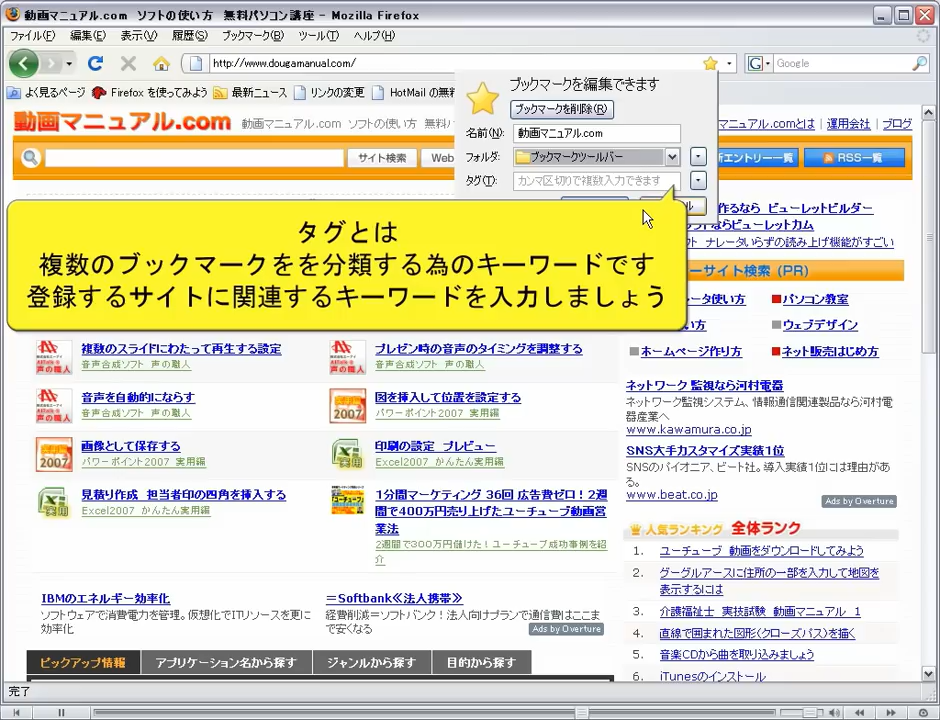 動画マニュアル.com ソフトの使い方 無料パソコン講座 - Mozilla Firefox
ファイル(F) 編集(E) 表示(V) 履歴(S) ブックマーク(B) ツール(T) ヘルプ(H)
http://www.dougamanual.com/
Google
よく見るページ Firefox を使ってみよう 最新ニュース リンクの変更 HotMail の無料
ブックマークを編集できます
ブックマークを削除(R)
名前(N): 動画マニュアル.com
フォルダ: ブックマークツールバー
タグ(T): カンマ区切りで複数入力できます
動画マニュアル.com 動画マニュアル.com ソフトの使い方 無料パ
マニュアル.comとは 運用会社 ブログ
サイト検索 Web
新エントリー一覧 RSS一覧
タグとは
複数のブックマークをを分類する為のキーワードです
登録するサイトに関連するキーワードを入力しましょう
作るなら ビューレットビルダー
ならビューレットカム
ト ナレータいらずの読み上げ機能がすごい
ーサイト検索 (PR)
ータ使い方 パソコン教室
い方 ウェブデザイン
ホームページ作り方 ネット販売はじめ方
複数のスライドにわたって再生する設定
音声合成ソフト 声の職人
プレゼン時の音声のタイミングを調整する
音声合成ソフト 声の職人
音声を自動的にならす
音声合成ソフト 声の職人
図を挿入して位置を設定する
パワーポイント2007 実用編
画像として保存する
パワーポイント2007 実用編
印刷の設定 プレビュー
Excel2007 かんたん実用編
見積り作成 担当者印の四角を挿入する
Excel2007 かんたん実用編
1分間マーケティング 36回 広告費ゼロ！2週
間で400万円売り上げたユーチューブ動画営
業法
2週間で300万円儲けた！ユーチューブ成功事例を紹
介
IBMのエネルギー効率化
ソフトウェアで消費電力を管理。仮想化でITリソースを更に
効率化
＝Softbank≪法人携帯≫
経費削減＝ソフトバンク！法人向けプランで通信費はここま
で安くなる
Ads by Overture
ピックアップ情報 アプリケーション名から探す ジャンルから探す 目的から探す
ネットワーク 監視なら河村電器
ネットワーク監視システム、情報通信関連製品なら河村電
器産業へ
www.kawamura.co.jp
SNS大手カスタマイズ実績1位
SNSのパイオニア、ビート社。導入実績1位には理由があ
る。
www.beat.co.jp
Ads by Overture
人気ランキング 全体ランク
1. ユーチューブ 動画をダウンロードしてみよう
2. グーグルアースに住所の一部を入力して地図を
表示するには
3. 介護福祉士 実技試験 動画マニュアル 1
4. 直線で囲まれた図形(クローズパス)を描く
5. 音楽CDから曲を取り込みましょう
6. iTunesのインストール
完了